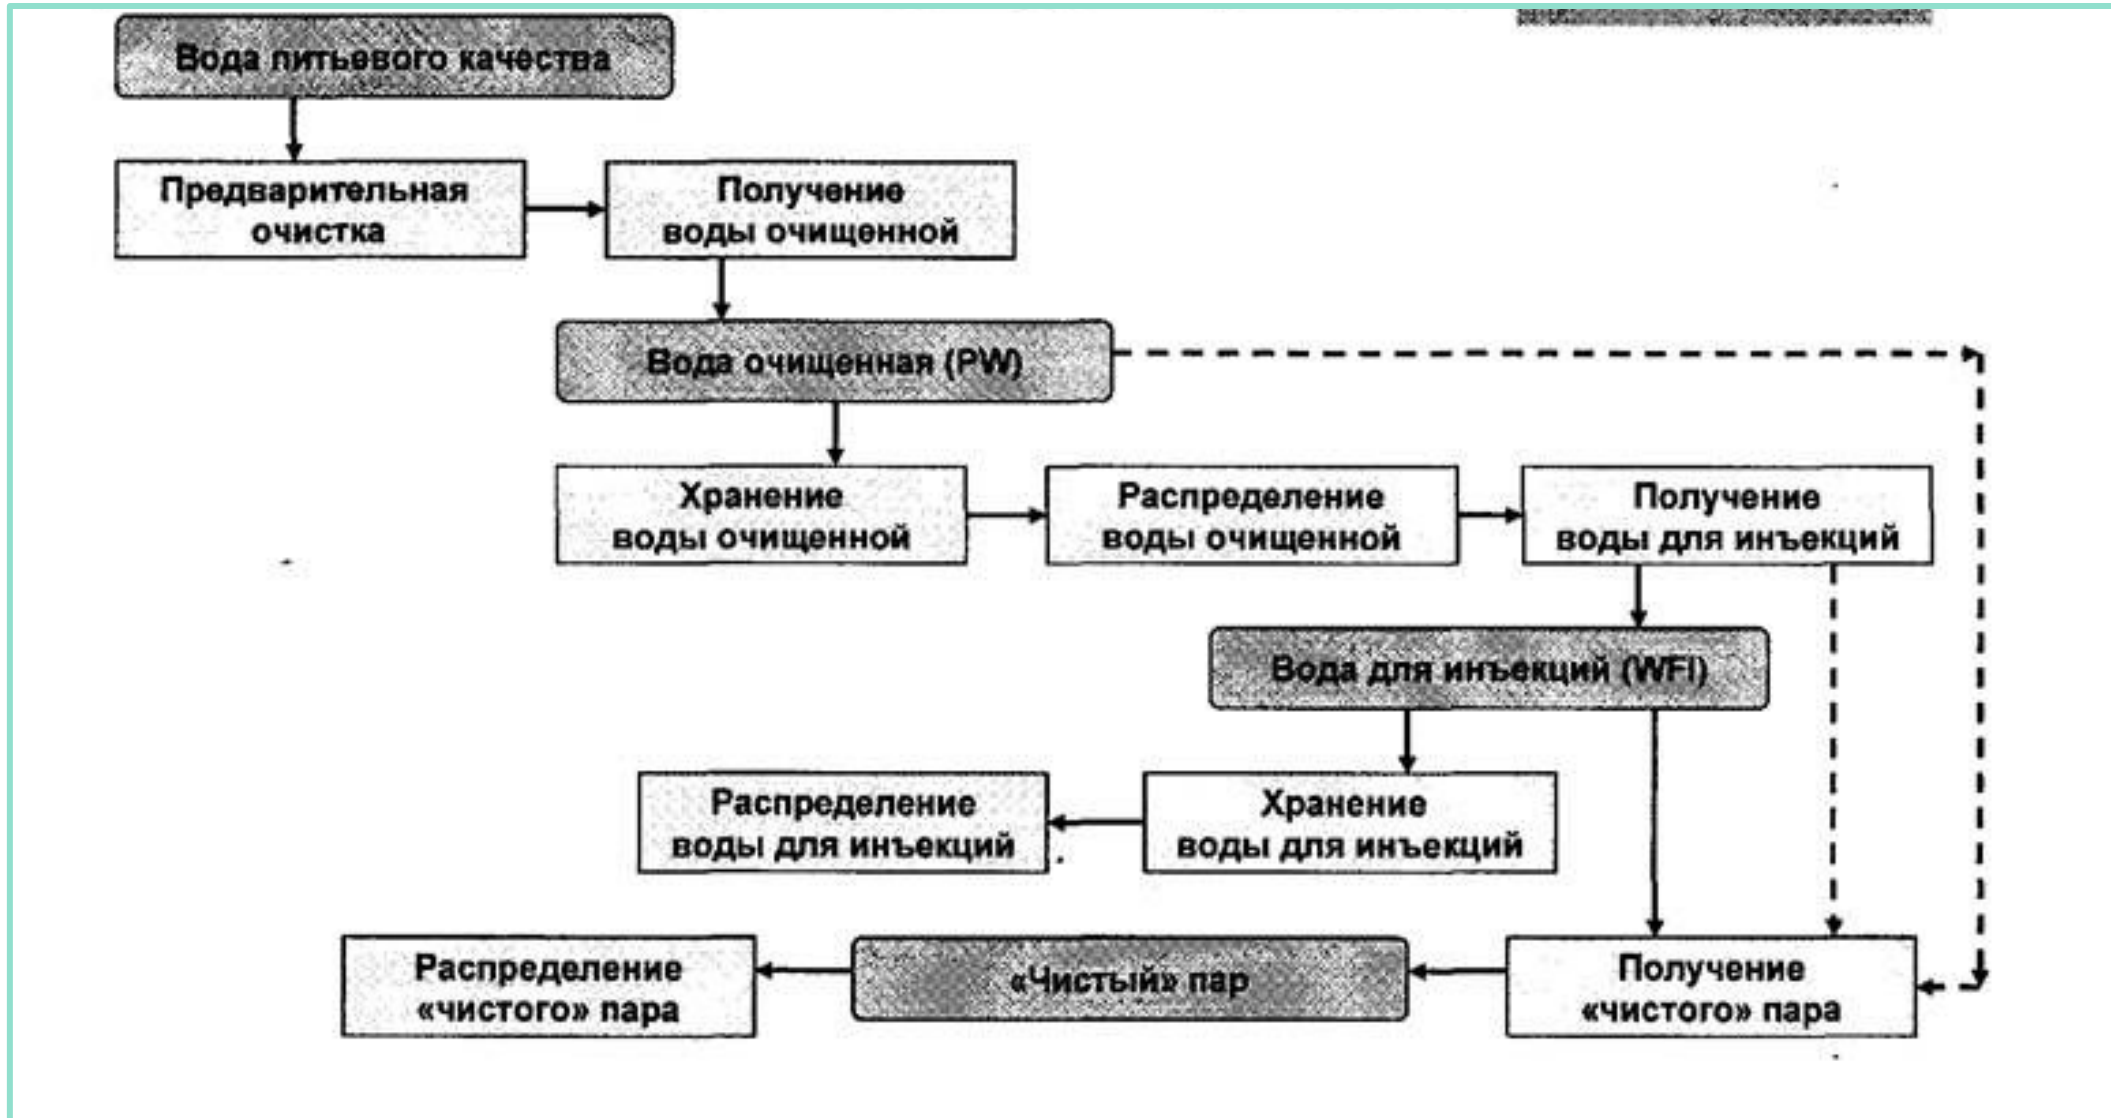 Вода питьевого качества
Предварительная
очистка
Получение
воды очищенной
Вода очищенная (PW)
Хранение
воды очищенной
Распределение
воды очищенной
Получение
воды для инъекций
Вода для инъекций (WFI)
Распределение
воды для инъекций
Хранение
воды для инъекций
Распределение
«чистого» пара
«Чистый» пар
Получение
«чистого» пара